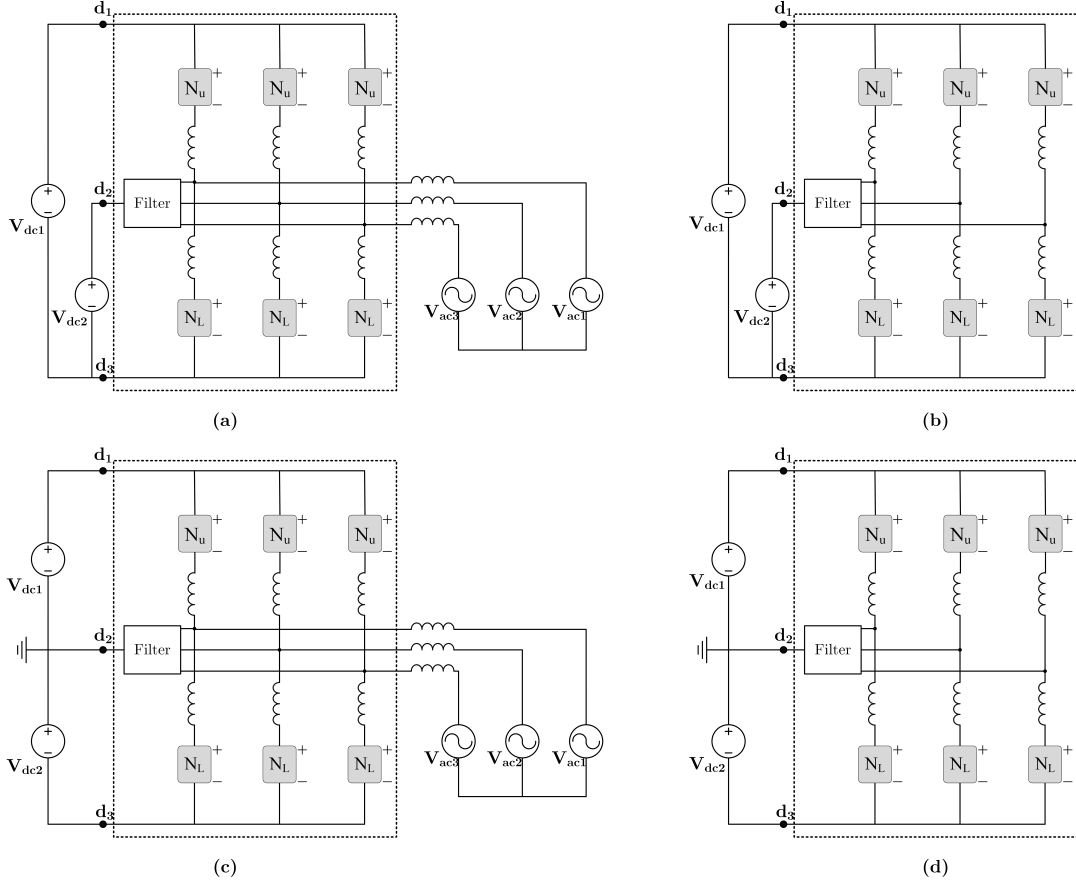 d1 d1
+ + + + + +
Nu Nu Nu Nu Nu Nu
− − − − − −
d2 d2
+ Filter + Filter
− −
Vdc1 Vdc1
+ + + + + + + +
Vdc2 − NL NL NL Vac3 Vac2 Vac1 Vdc2 − NL NL NL
− − − − − −
d3 d3
(a) (b)
d1 d1
+ + + + + +
Nu Nu Nu Nu Nu Nu
+ − − − + − − −
− −
Vdc1 Vdc1
d2 d2
Filter Filter
+ + + + + + + +
Vdc2 − NL NL NL Vac3 Vac2 Vac1 Vdc2 − NL NL NL
− − − − − −
d3 d3
(c) (d)